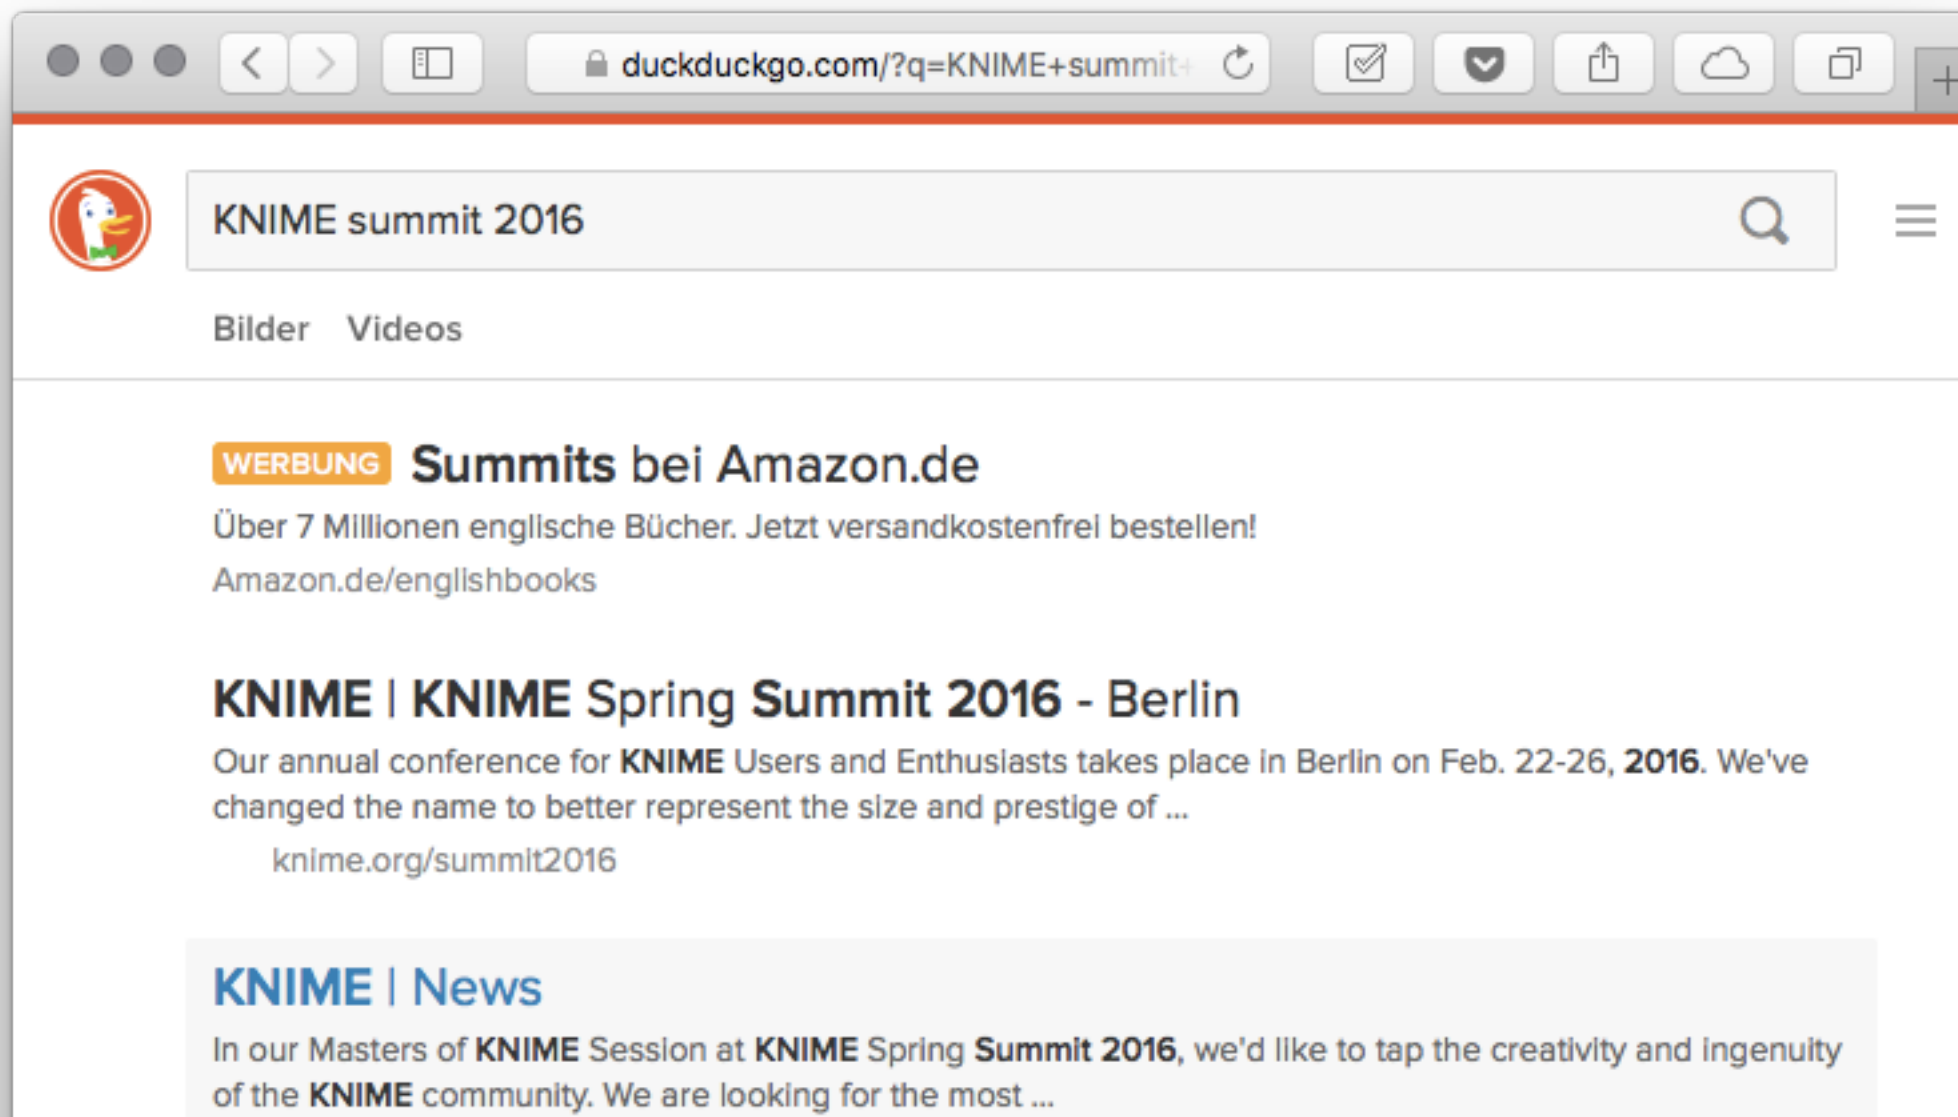 duckduckgo.com/?q=KNIME+summit+
KNIME summit 2016
Bilder Videos
WERBUNG Summits bei Amazon.de
Über 7 Millionen englische Bücher. Jetzt versandkostenfrei bestellen!
Amazon.de/englishbooks
KNIME | KNIME Spring Summit 2016 - Berlin
Our annual conference for KNIME Users and Enthusiasts takes place in Berlin on Feb. 22-26, 2016. We've
changed the name to better represent the size and prestige of ...
knime.org/summit2016
KNIME | News
In our Masters of KNIME Session at KNIME Spring Summit 2016, we'd like to tap the creativity and ingenuity
of the KNIME community. We are looking for the most ...